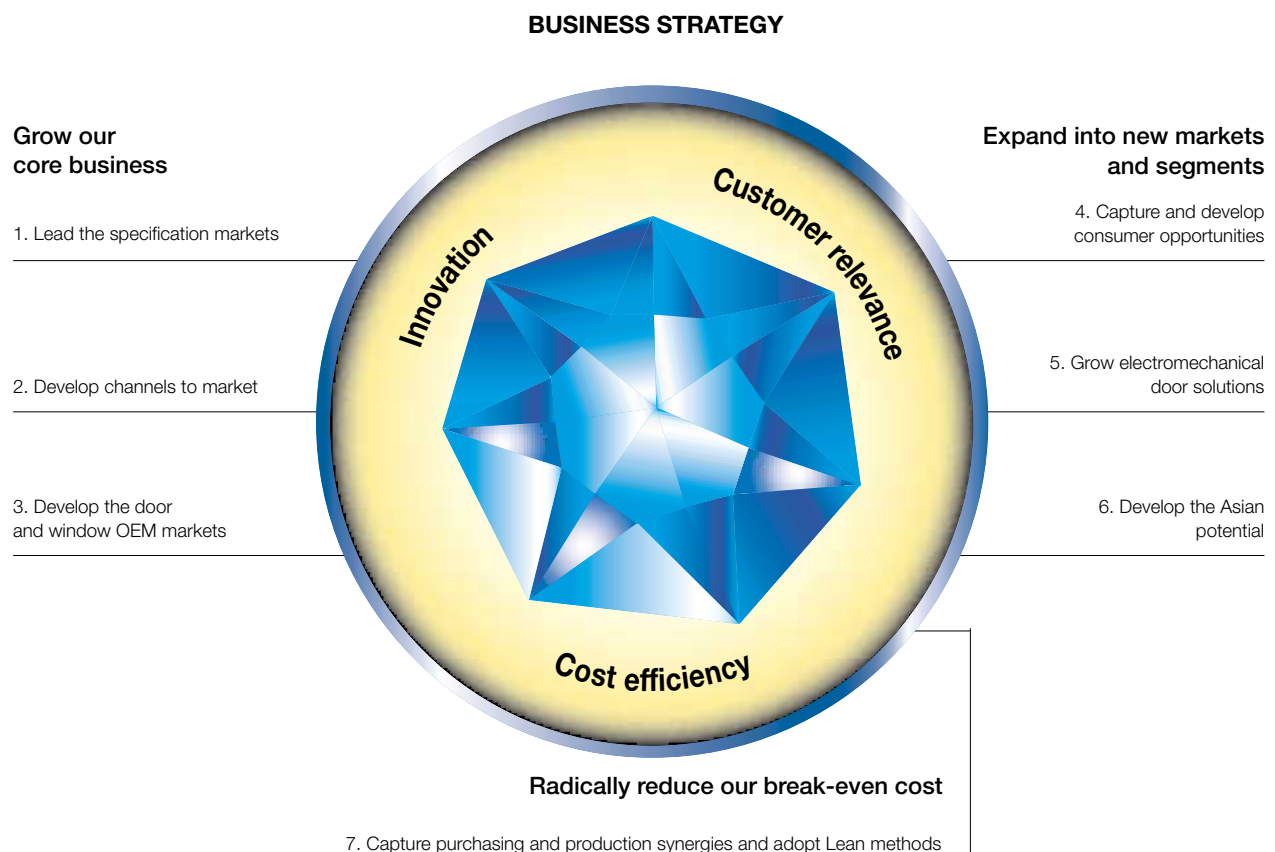 BUSINESS STRATEGY
Grow our
core business
1. Lead the specification markets
2. Develop channels to market
3. Develop the door
and window OEM markets
Innovation
Customer relevance
Cost efficiency
Expand into new markets
and segments
4. Capture and develop
consumer opportunities
5. Grow electromechanical
door solutions
6. Develop the Asian
potential
Radically reduce our break-even cost
7. Capture purchasing and production synergies and adopt Lean methods